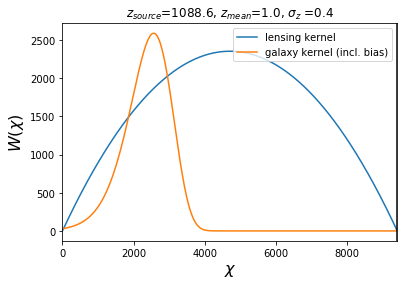 z_source=1088.6, z_mean=1.0, σ_z =0.4
lensing kernel
galaxy kernel (incl. bias)
2500
2000
1500
1000
500
0
W(χ)
0 2000 4000 6000 8000
χ